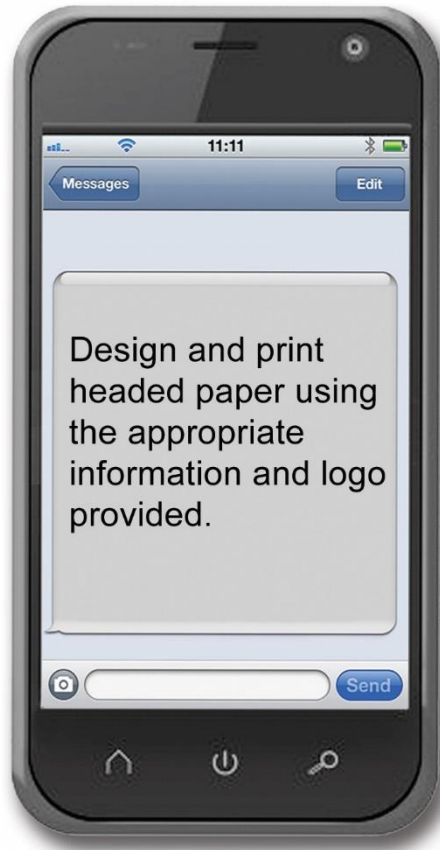 11:11
Messages
Edit
Design and print
headed paper using
the appropriate
information and logo
provided.
Send